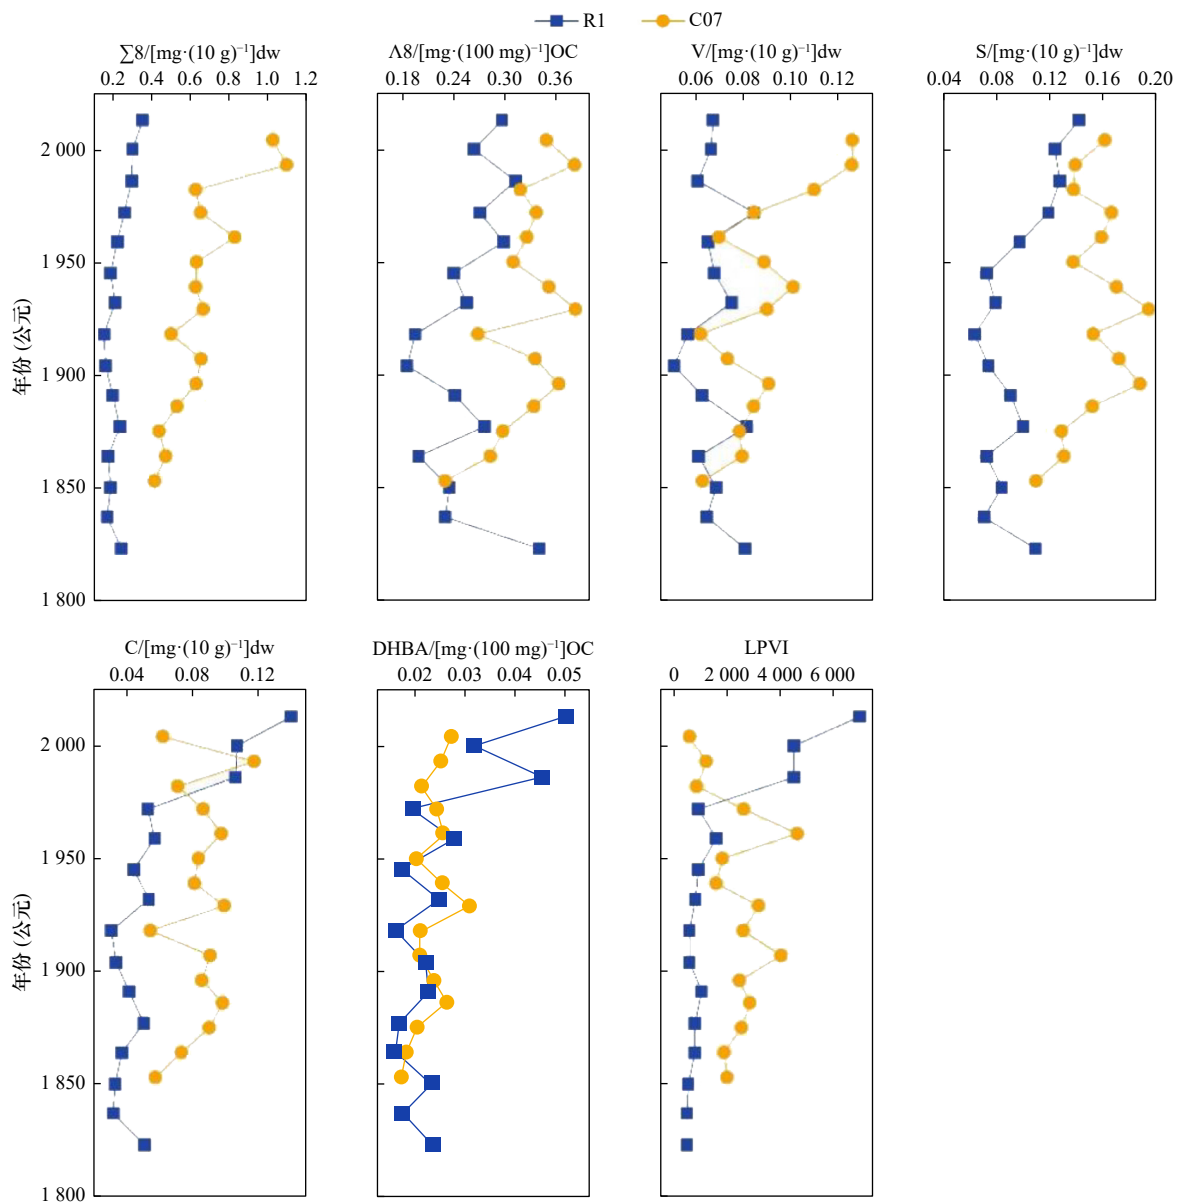 R1 C07
∑8/[mg·(10 g)⁻¹]dw Λ8/[mg·(100 mg)⁻¹]OC V/[mg·(10 g)⁻¹]dw S/[mg·(10 g)⁻¹]dw
0.2 0.4 0.6 0.8 1.0 1.2 0.18 0.24 0.30 0.36 0.06 0.08 0.10 0.12 0.04 0.08 0.12 0.16 0.20
2 000
1 950
1 900
1 850
1 800
年份 (公元)
C/[mg·(10 g)⁻¹]dw DHBA/[mg·(100 mg)⁻¹]OC LPVI
0.04 0.08 0.12 0.02 0.03 0.04 0.05 0 2 000 4 000 6 000
2 000
1 950
1 900
1 850
1 800
年份 (公元)